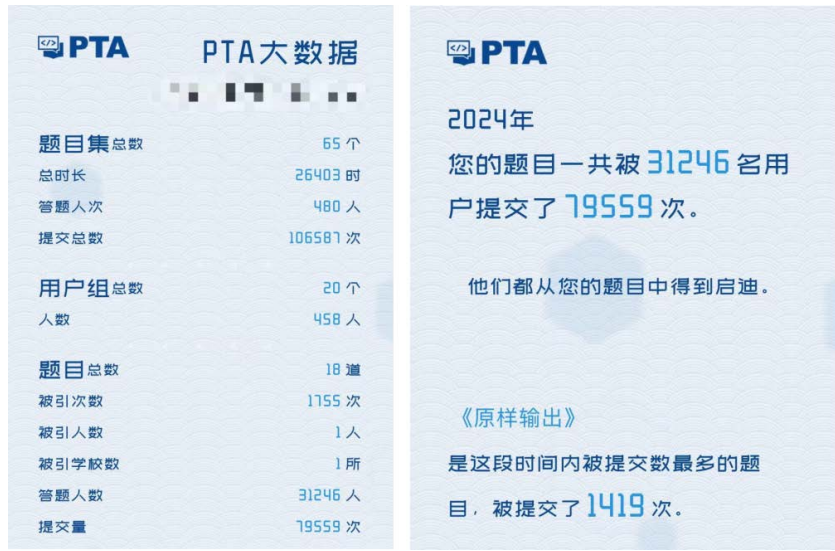 </> PTA
PTA大数据
题目集总数 65 个
总时长 26403 时
答题人次 480 人
提交总数 106587 次
用户组总数 20 个
人数 458 人
题目总数 18 道
被引次数 1755 次
被引人数 1 人
被引学校数 1 所
答题人数 31246 人
提交量 79559 次
</> PTA
2024年
您的题目一共被 31246 名用
户提交了 79559 次。
他们都从您的题目中得到启迪。
《原样输出》
是这段时间内被提交数最多的题
目，被提交了 1419 次。